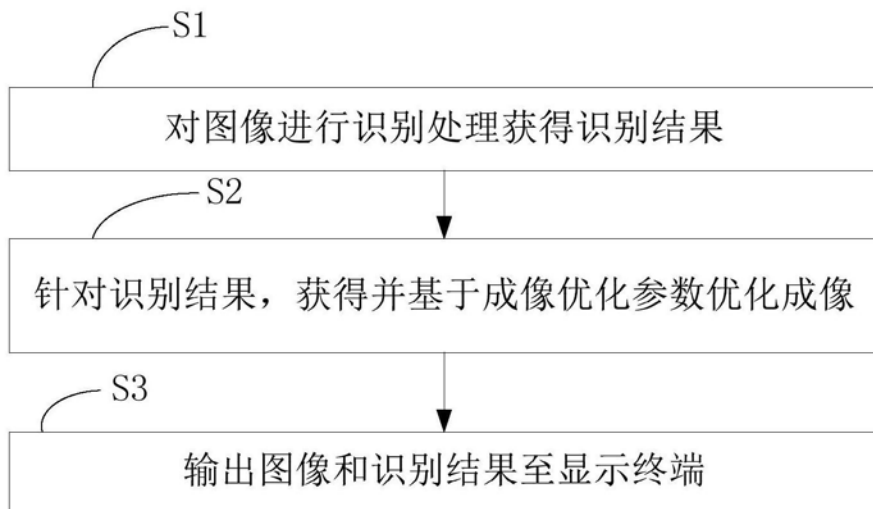 S1
对图像进行识别处理获得识别结果
S2
针对识别结果，获得并基于成像优化参数优化成像
S3
输出图像和识别结果至显示终端